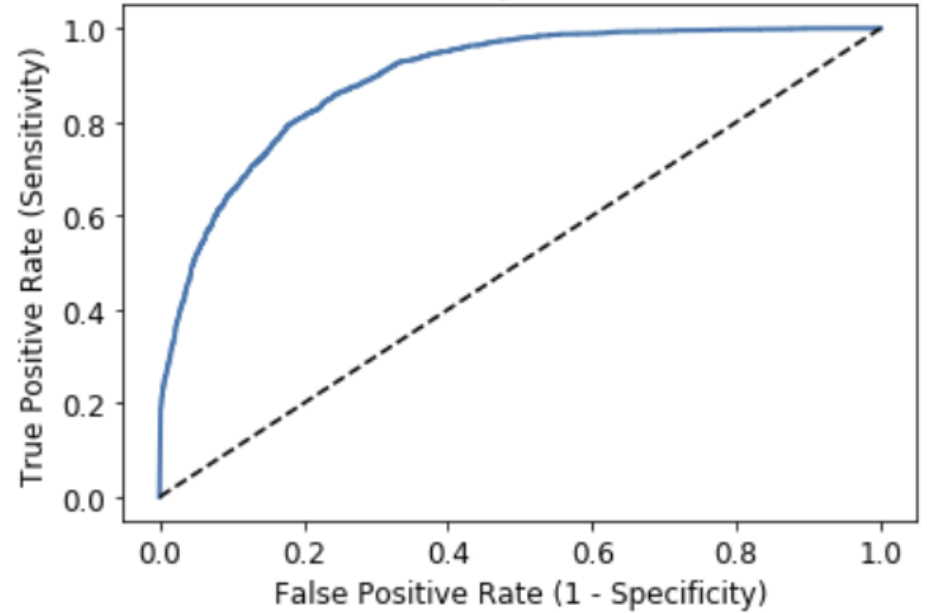 True Positive Rate (Sensitivity)
1.0
0.8
0.6
0.4
0.2
0.0
0.0 0.2 0.4 0.6 0.8 1.0
False Positive Rate (1 - Specificity)